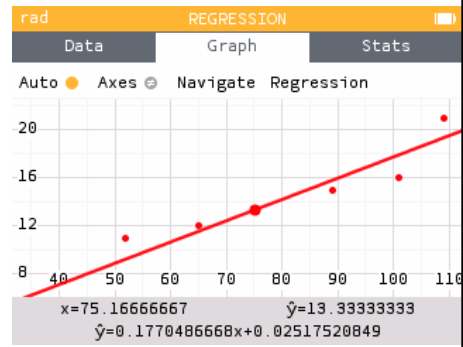 rad REGRESSION
Data Graph Stats
Auto Axes Navigate Regression
20
16
12
8
40 50 60 70 80 90 100 110
x=75.16666667 ŷ=13.33333333
ŷ=0.1770486668x+0.02517520849